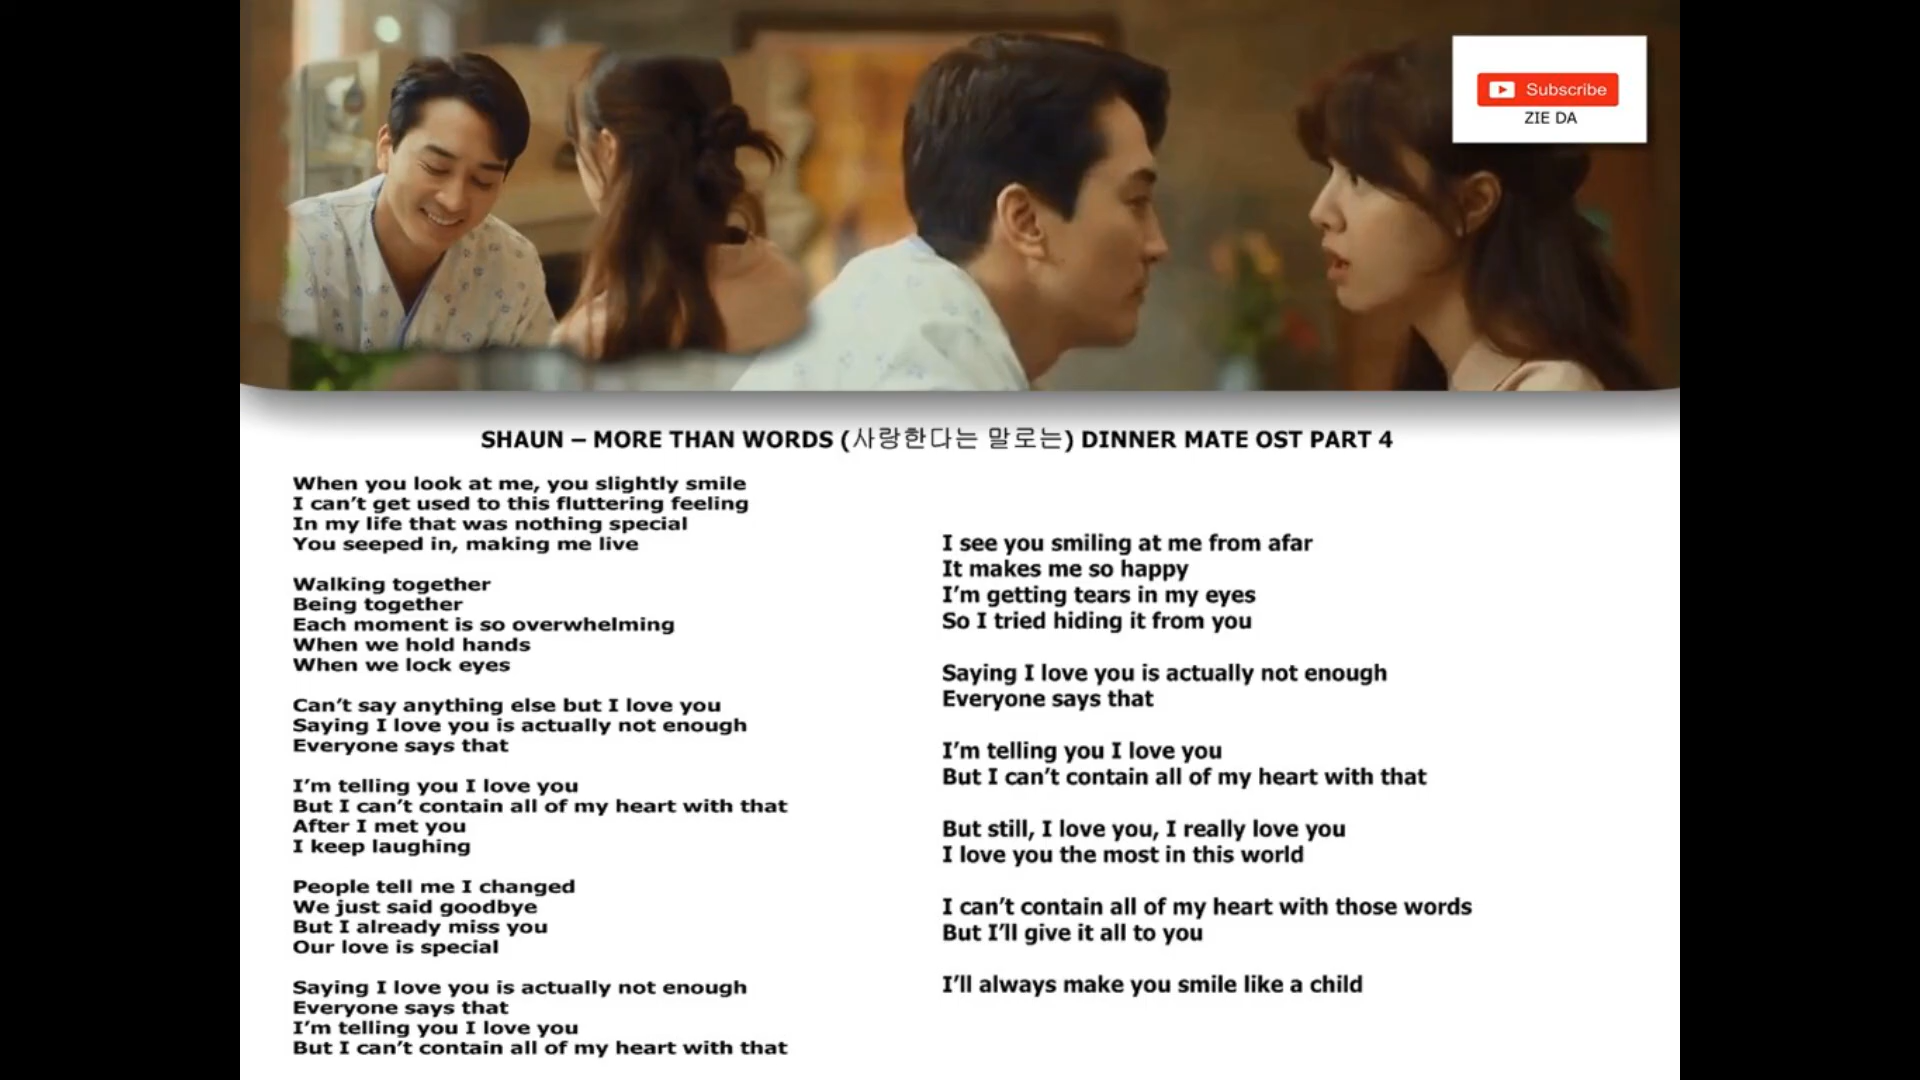 Subscribe
ZIE DA
SHAUN – MORE THAN WORDS (사랑한다는 말로는) DINNER MATE OST PART 4
When you look at me, you slightly smile
I can't get used to this fluttering feeling
In my life that was nothing special
You seeped in, making me live
Walking together
Being together
Each moment is so overwhelming
When we hold hands
When we lock eyes
Can't say anything else but I love you
Saying I love you is actually not enough
Everyone says that
I'm telling you I love you
But I can't contain all of my heart with that
After I met you
I keep laughing
People tell me I changed
We just said goodbye
But I already miss you
Our love is special
Saying I love you is actually not enough
Everyone says that
I'm telling you I love you
But I can't contain all of my heart with that
I see you smiling at me from afar
It makes me so happy
I'm getting tears in my eyes
So I tried hiding it from you
Saying I love you is actually not enough
Everyone says that
I'm telling you I love you
But I can't contain all of my heart with that
But still, I love you, I really love you
I love you the most in this world
I can't contain all of my heart with those words
But I'll give it all to you
I'll always make you smile like a child